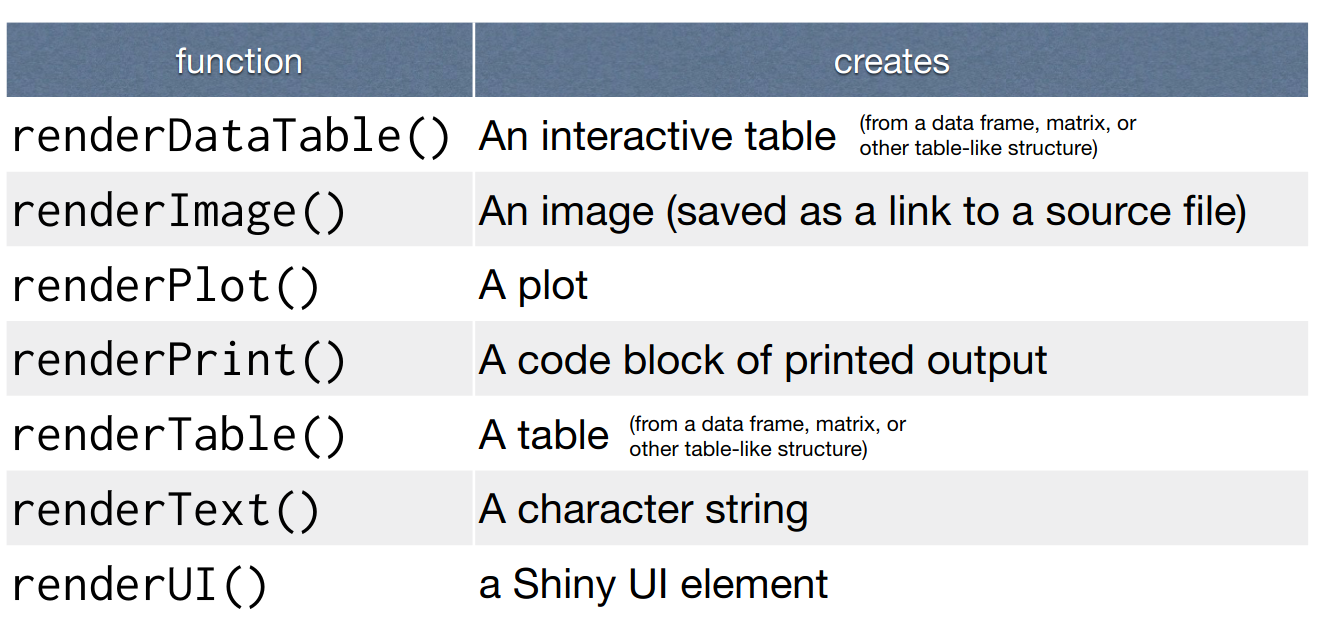 function creates
renderDataTable() An interactive table (from a data frame, matrix, or
other table-like structure)
renderImage() An image (saved as a link to a source file)
renderPlot() A plot
renderPrint() A code block of printed output
renderTable() A table (from a data frame, matrix, or
other table-like structure)
renderText() A character string
renderUI() a Shiny UI element